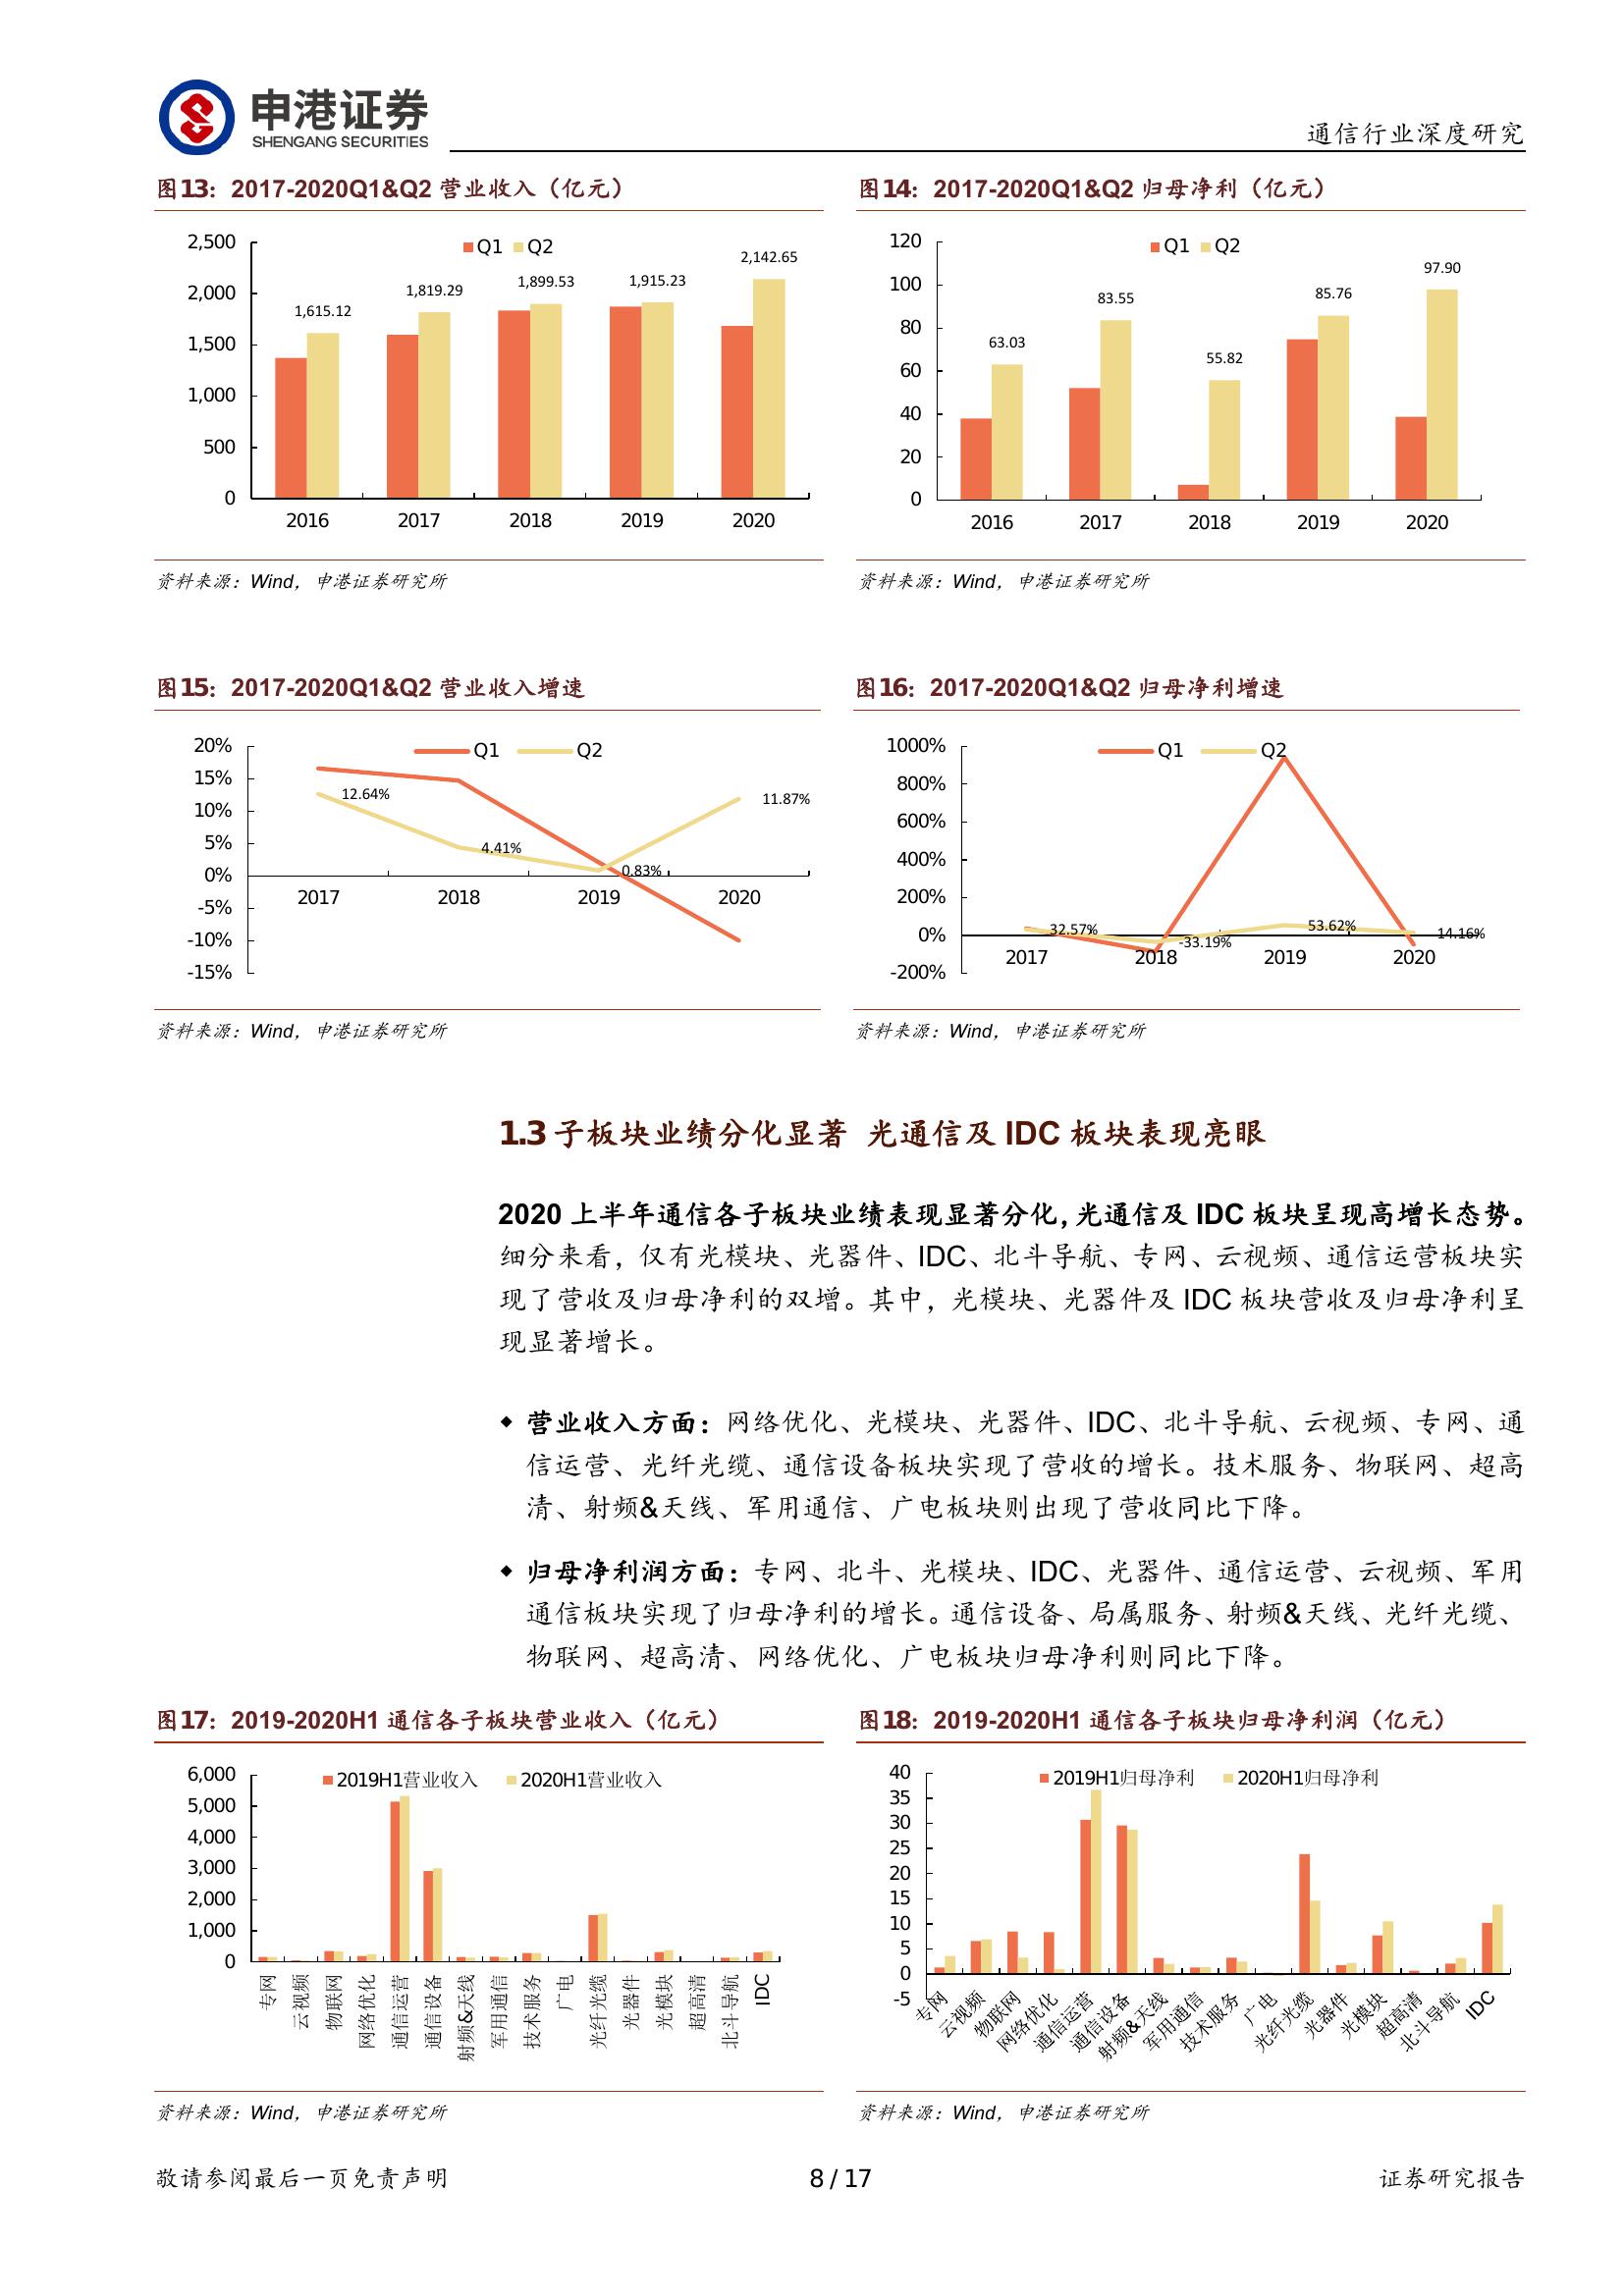 申港证券
SHENGANG SECURITIES
通信行业深度研究
图13：2017-2020Q1&Q2 营业收入（亿元）
2,500
2,000
1,500
1,000
500
0
Q1 Q2
1,615.12
1,819.29
1,899.53
1,915.23
2,142.65
2016 2017 2018 2019 2020
资料来源：Wind，申港证券研究所
图14：2017-2020Q1&Q2 归母净利（亿元）
120
100
80
60
40
20
0
Q1 Q2
63.03
83.55
55.82
85.76
97.90
2016 2017 2018 2019 2020
资料来源：Wind，申港证券研究所
图15：2017-2020Q1&Q2 营业收入增速
20%
15%
10%
5%
0%
-5%
-10%
-15%
Q1 Q2
12.64%
4.41%
0.83%
11.87%
2017 2018 2019 2020
资料来源：Wind，申港证券研究所
图16：2017-2020Q1&Q2 归母净利增速
1000%
800%
600%
400%
200%
0%
-200%
Q1 Q2
32.57%
-33.19%
53.62%
14.16%
2017 2018 2019 2020
资料来源：Wind，申港证券研究所
1.3 子板块业绩分化显著 光通信及 IDC 板块表现亮眼
2020 上半年通信各子板块业绩表现显著分化，光通信及 IDC 板块呈现高增长态势。
细分来看，仅有光模块、光器件、IDC、北斗导航、专网、云视频、通信运营板块实
现了营收及归母净利的双增。其中，光模块、光器件及 IDC 板块营收及归母净利呈
现显著增长。
◆ 营业收入方面：网络优化、光模块、光器件、IDC、北斗导航、云视频、专网、通
信运营、光纤光缆、通信设备板块实现了营收的增长。技术服务、物联网、超高
清、射频&天线、军用通信、广电板块则出现了营收同比下降。
◆ 归母净利润方面：专网、北斗、光模块、IDC、光器件、通信运营、云视频、军用
通信板块实现了归母净利的增长。通信设备、局属服务、射频&天线、光纤光缆、
物联网、超高清、网络优化、广电板块归母净利则同比下降。
图17：2019-2020H1 通信各子板块营业收入（亿元）
6,000
5,000
4,000
3,000
2,000
1,000
0
2019H1营业收入 2020H1营业收入
专网
云视频
物联网
网络优化
通信运营
通信设备
射频&天线
军用通信
技术服务
广电
光纤光缆
光器件
光模块
超高清
北斗导航
IDC
资料来源：Wind，申港证券研究所
图18：2019-2020H1 通信各子板块归母净利润（亿元）
40
35
30
25
20
15
10
5
0
-5
2019H1归母净利 2020H1归母净利
专网
云视频
物联网
网络优化
通信运营
通信设备
射频&天线
军用通信
技术服务
广电
光纤光缆
光器件
光模块
超高清
北斗导航
IDC
资料来源：Wind，申港证券研究所
敬请参阅最后一页免责声明
8 / 17
证券研究报告